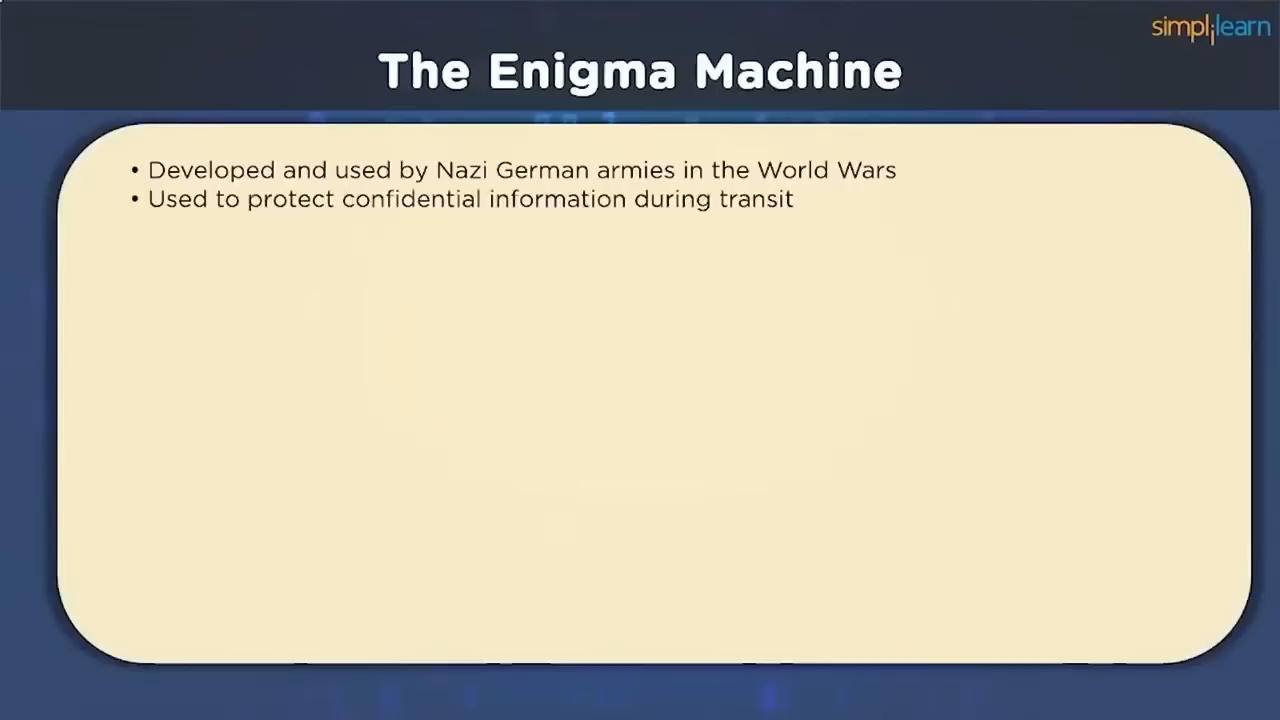 simplilearn
The Enigma Machine
• Developed and used by Nazi German armies in the World Wars
• Used to protect confidential information during transit